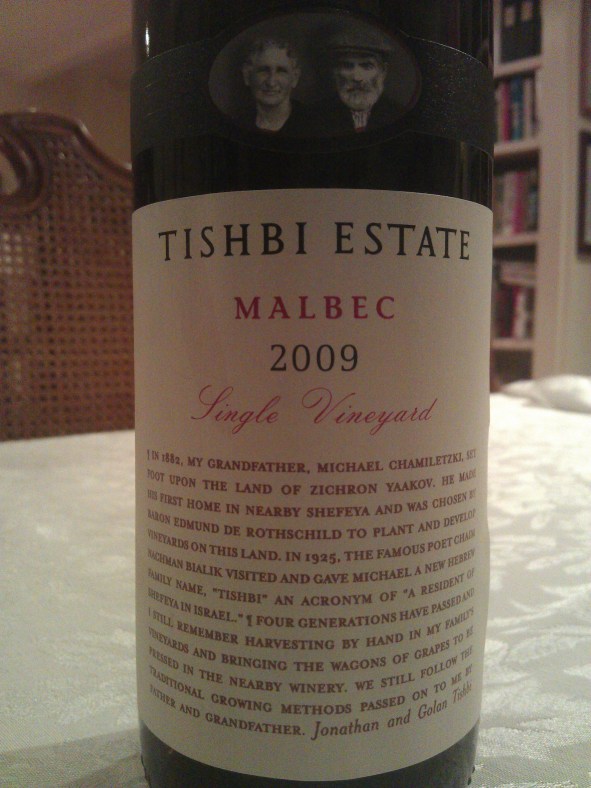 TISHBI ESTATE
MALBEC
2009
Single Vineyard
¶ IN 1882, MY GRANDFATHER, MICHAEL CHAMILETZKI, SET
FOOT UPON THE LAND OF ZICHRON YAAKOV. HE MADE
HIS FIRST HOME IN NEARBY SHEFEYA AND WAS CHOSEN BY
BARON EDMUND DE ROTHSCHILD TO PLANT AND DEVELOP
VINEYARDS ON THIS LAND. IN 1925, THE FAMOUS POET CHAIM
NACHMAN BIALIK VISITED AND GAVE MICHAEL A NEW HEBREW
FAMILY NAME, "TISHBI" AN ACRONYM OF "A RESIDENT OF
SHEFEYA IN ISRAEL." ¶ FOUR GENERATIONS HAVE PASSED AND
I STILL REMEMBER HARVESTING BY HAND IN MY FAMILY'S
VINEYARDS AND BRINGING THE WAGONS OF GRAPES TO BE
PRESSED IN THE NEARBY WINERY. WE STILL FOLLOW THE
TRADITIONAL GROWING METHODS PASSED ON TO ME BY
FATHER AND GRANDFATHER. Jonathan and Golan Tishbi